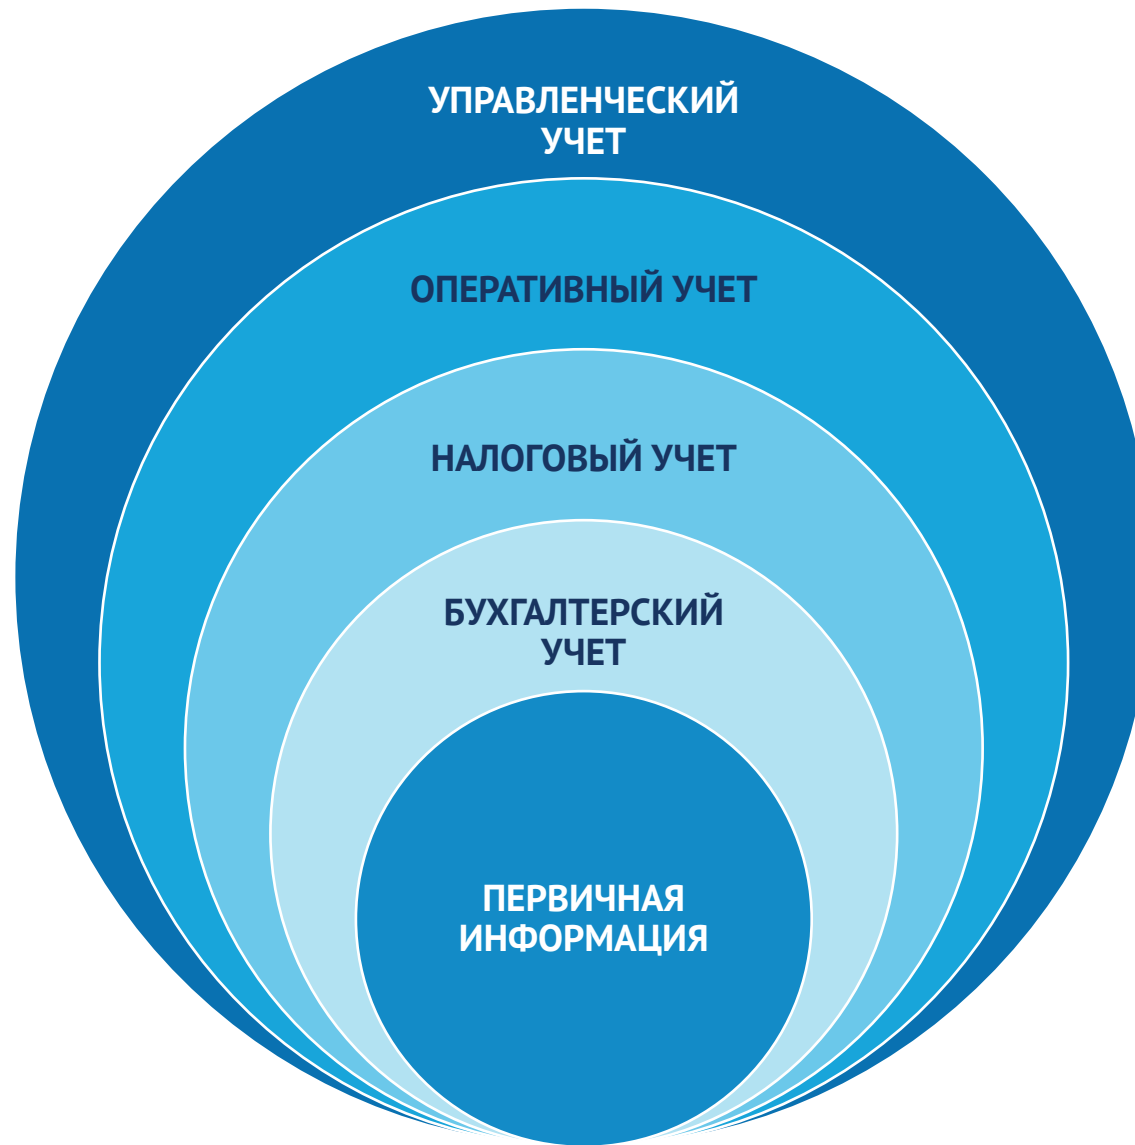 УПРАВЛЕНЧЕСКИЙ
УЧЕТ
ОПЕРАТИВНЫЙ УЧЕТ
НАЛОГОВЫЙ УЧЕТ
БУХГАЛТЕРСКИЙ
УЧЕТ
ПЕРВИЧНАЯ
ИНФОРМАЦИЯ